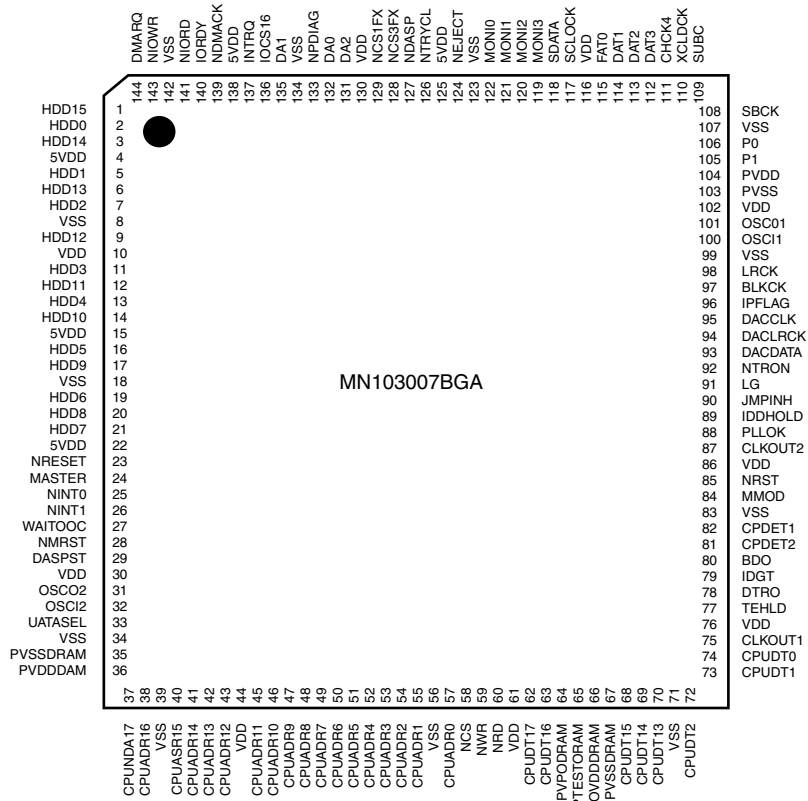 DMARQ
NIOWR
VSS
NIORD
IORDY
NDMACK
5VDD
INTRQ
IOCS16
DA1
VSS
NPDIAG
DA0
DA2
VDD
NCS1FX
NCS3FX
NDASP
NTRYCL
5VDD
NEJECT
VSS
MONI0
MONI1
MONI2
MONI3
SDATA
SCLOCK
VDD
FAT0
DAT1
DAT2
DAT3
CHCK4
XCLDCK
SUBC
144
143
142
141
140
139
138
137
136
135
134
133
132
131
130
129
128
127
126
125
124
123
122
121
120
119
118
117
116
115
114
113
112
111
110
109
HDD15 1
HDD0 2
HDD14 3
5VDD 4
HDD1 5
HDD13 6
HDD2 7
VSS 8
HDD12 9
VDD 10
HDD3 11
HDD11 12
HDD4 13
HDD10 14
5VDD 15
HDD5 16
HDD9 17
VSS 18
HDD6 19
HDD8 20
HDD7 21
5VDD 22
NRESET 23
MASTER 24
NINT0 25
NINT1 26
WAITOOC 27
NMRST 28
DASPST 29
VDD 30
OSCO2 31
OSCI2 32
UATASEL 33
VSS 34
PVSSDRAM 35
PVDDDAM 36
MN103007BGA
108 SBCK
107 VSS
106 P0
105 P1
104 PVDD
103 PVSS
102 VDD
101 OSC01
100 OSCI1
99 VSS
98 LRCK
97 BLKCK
96 IPFLAG
95 DACCLK
94 DACLRCK
93 DACDATA
92 NTRON
91 LG
90 JMPINH
89 IDDHOLD
88 PLLOK
87 CLKOUT2
86 VDD
85 NRST
84 MMOD
83 VSS
82 CPDET1
81 CPDET2
80 BDO
79 IDGT
78 DTRO
77 TEHLD
76 VDD
75 CLKOUT1
74 CPUDT0
73 CPUDT1
37
38
39
40
41
42
43
44
45
46
47
48
49
50
51
52
53
54
55
56
57
58
59
60
61
62
63
64
65
66
67
68
69
70
71
72
CPUNDA17
CPUADR16
VSS
CPUASR15
CPUADR14
CPUADR13
CPUADR12
VDD
CPUADR11
CPUADR10
CPUADR9
CPUADR8
CPUADR7
CPUADR6
CPUADR5
CPUADR4
CPUADR3
CPUADR2
CPUADR1
VSS
CPUADR0
NCS
NWR
NRD
VDD
CPUDT17
CPUDT16
PVPODRAM
PTESTORAM
OVDDDRAM
PVSSDRAM
CPUDT15
CPUDT14
CPUDT13
VSS
CPUDT2